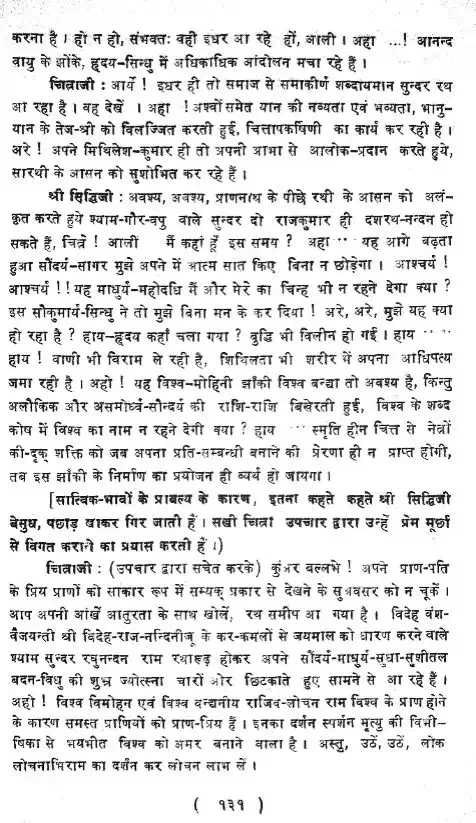 करना है। हो न हो, संभवतः वही इधर आ रहे हों, आली। अहा ...! आनन्द
वायु के झोंके, हृदय-सिन्धु में अधिकाधिक आंदोलन मचा रहे हैं।
चित्राजी : आर्ये ! इधर ही तो समाज से समाकीर्ण शब्दायमान सुन्दर रथ
आ रहा है। वह देखें। अहा ! अश्वों समेत यान की नव्यता एवं भव्यता, भानु-
यान के तेज-श्री को विलज्जित करती हुई, चित्तापकर्षिणी का कार्य कर रही है।
अरे ! अपने मिथिलेश-कुमार ही तो अपनी आभा से आलोक-प्रदान करते हुये,
सारथी के आसन को सुशोभित कर रहे हैं।
श्री सिद्धिजी : अवश्य, अवश्य, प्राणनाथ के पीछे रथी के आसन को अलं-
कृत करते हुये श्याम-गौर-वपु वाले सुन्दर दो राजकुमार ही दशरथ-नन्दन हो
सकते हैं, चित्रे ! आली मैं कहां हूँ इस समय ? अहा ... यह आगे बढ़ता
हुआ सौंदर्य-सागर मुझे अपने में आत्म सात किए बिना न छोड़ेगा। आश्चर्य !
आश्चर्य !! यह माधुर्य-महोदधि मैं और मेरे का चिन्ह भी न रहने देगा क्या ?
इस सौकुमार्य-सिन्धु ने तो मुझे बिना मन के कर दिया ! अरे, अरे, मुझे यह क्या
हो रहा है ? हाय-हृदय कहाँ चला गया ? बुद्धि भी विलीन हो गई। हाय ... ...
हाय ! वाणी भी विराम ले रही है, शिथिलता भी शरीर में अपना आधिपत्य
जमा रही है। अहो ! यह विश्व-मोहिनी झाँकी विश्व बन्द्या तो अवश्य है, किन्तु
अलौकिक और असमोर्ध्व-सौन्दर्य की राशि-राशि बिखेरती हुई, विश्व के शब्द
कोष में विश्व का नाम न रहने देगी क्या ? हाय ... स्मृति हीन चित्त से नेत्रों
की-दृक् शक्ति को जब अपना प्रति-सम्बन्धी बनाने की प्रेरणा ही न प्राप्त होगी,
तब इस झाँकी के निर्माण का प्रयोजन ही व्यर्थ हो जायगा।
[सात्विक-भावों के प्राबल्य के कारण, इतना कहते कहते श्री सिद्धिजी
बेसुध, पछाड़ खाकर गिर जाती हैं। सखी चित्रा उपचार द्वारा उन्हें प्रेम मूर्छा
से विगत कराने का प्रयास करती हैं।)
चित्राजी : (उपचार द्वारा सचेत करके) कुंअर बल्लभे ! अपने प्राण-पति
के प्रिय प्राणों को साकार रूप में सम्यक् प्रकार से देखने के सुअवसर को न चूकें।
आप अपनी आंखें आतुरता के साथ खोलें, रथ समीप आ गया है। विदेह वंश-
वैजयन्ती श्री विदेह-राज-नन्दिनीजू के कर-कमलों से जयमाल को धारण करने वाले
श्याम सुन्दर रघुनन्दन राम रथारूढ़ होकर अपने सौंदर्य-माधुर्य-सुधा-सुशीतल
बदन-विधु की शुभ्र ज्योत्स्ना चारों ओर छिटकाते हुए सामने से आ रहे हैं।
अहो ! विश्व विमोहन एवं विश्व वन्दनीय राजिव-लोचन राम विश्व के प्राण होने
के कारण समस्त प्राणियों को प्राण-प्रिय हैं। इनका दर्शन स्पर्शन मृत्यु की विभी-
षिका से भयभीत विश्व को अमर बनाने वाला है। अस्तु, उठें, उठें, लोक
लोचनाभिराम का दर्शन कर लोचन लाभ लें।
( १३१ )